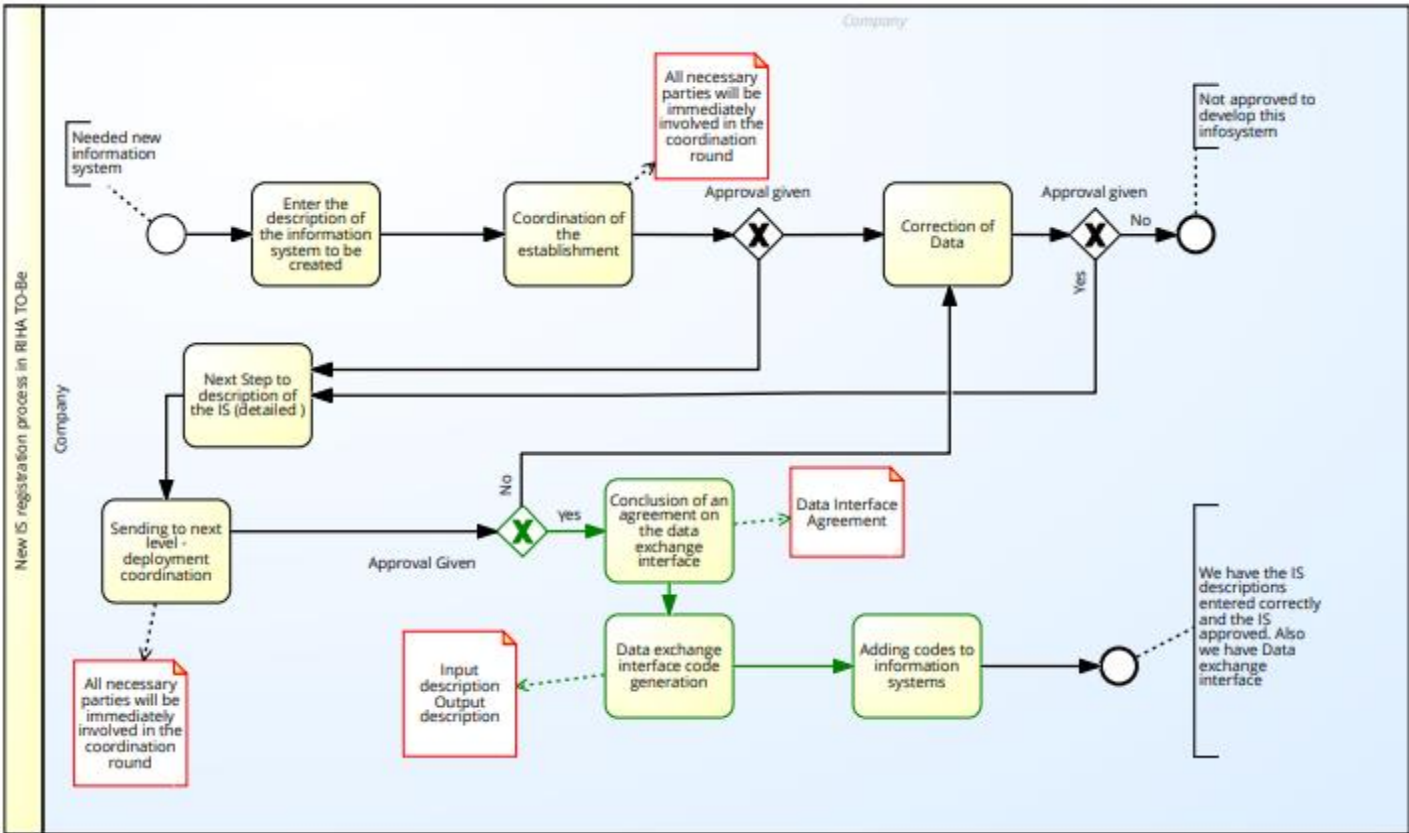 Company
New IS registration process in RIHA TO-Be
Company
Needed new
information
system
Enter the
description of
the information
system to be
created
Coordination of
the
establishment
All necessary
parties will be
immediately
involved in the
coordination
round
Approval given
Correction of
Data
Approval given
No
Yes
Not approved to
develop this
infosystem
Next Step to
description of
the IS (detailed )
Sending to next
level -
deployment
coordination
All necessary
parties will be
immediately
involved in the
coordination
round
Approval Given
No
yes
Conclusion of an
agreement on
the data
exchange
interface
Data Interface
Agreement
Data exchange
interface code
generation
Input
description
Output
description
Adding codes to
information
systems
We have the IS
descriptions
entered correctly
and the IS
approved. Also
we have Data
exchange
interface